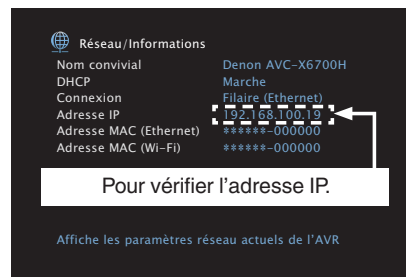 Réseau/Informations
Nom convivial Denon AVC-X6700H
DHCP Marche
Connexion Filaire (Ethernet)
Adresse IP 192.168.100.19
Adresse MAC (Ethernet) ******-000000
Adresse MAC (Wi-Fi) ******-000000
Pour vérifier l’adresse IP.
Affiche les paramètres réseau actuels de l’AVR